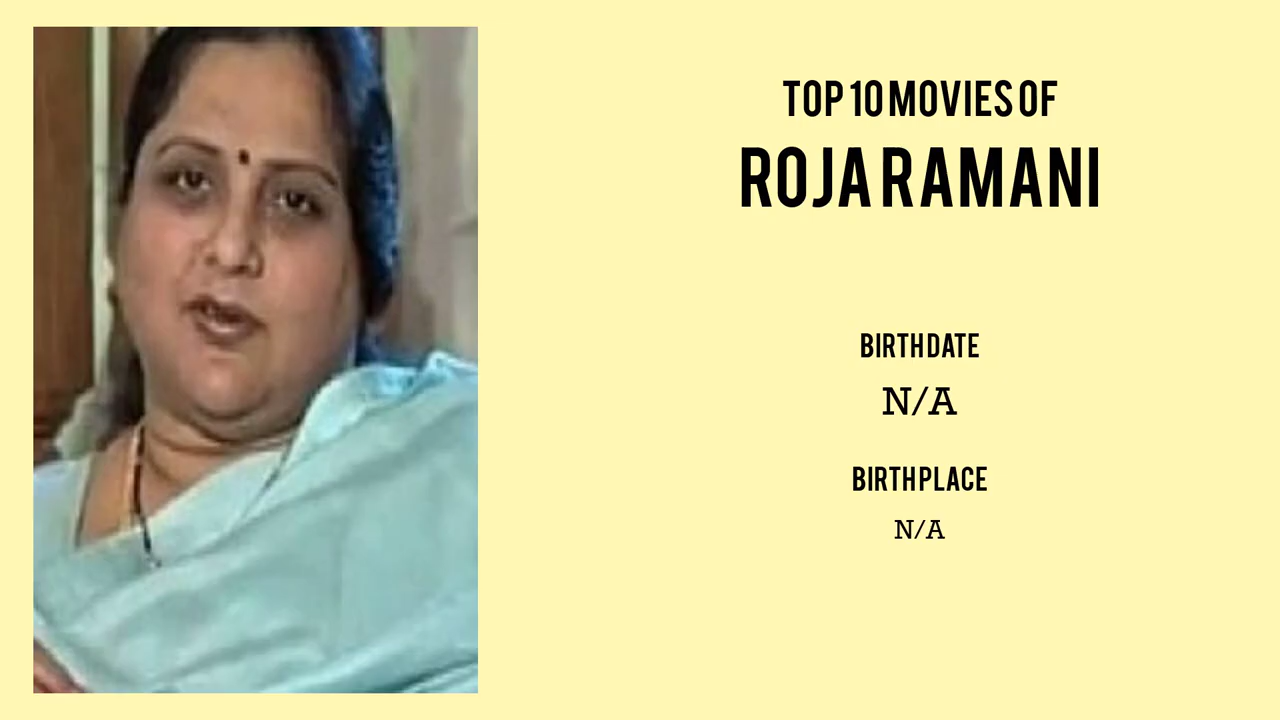 TOP 10 MOVIES OF
ROJA RAMANI
BIRTHDATE
N/A
BIRTHPLACE
N/A